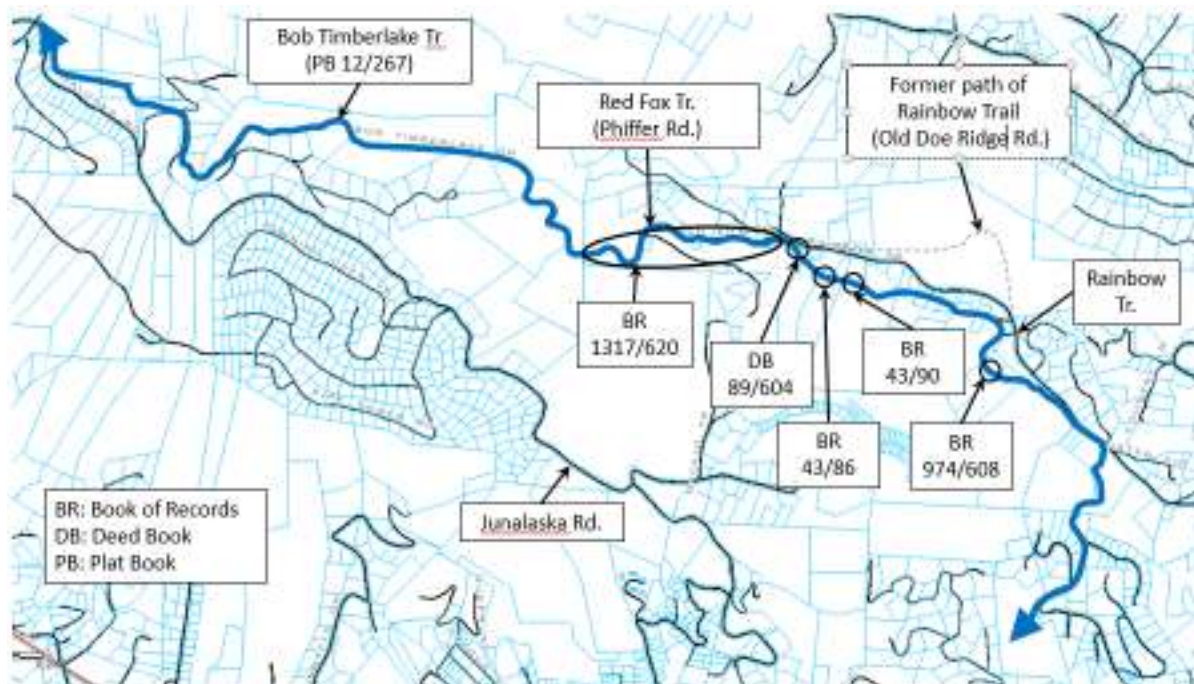 Bob Timberlake Tr
(PB 12/267)
Red Fox Tr.
(Phiffer Rd.)
Former path of
Rainbow Trail
(Old Doe Ridge Rd.)
BOB TIMBERLAKE
Rainbow
Tr.
BR
1317/620
DB
89/604
BR
43/90
BR
43/86
BR
974/608
Junalaska Rd.
BR: Book of Records
DB: Deed Book
PB: Plat Book